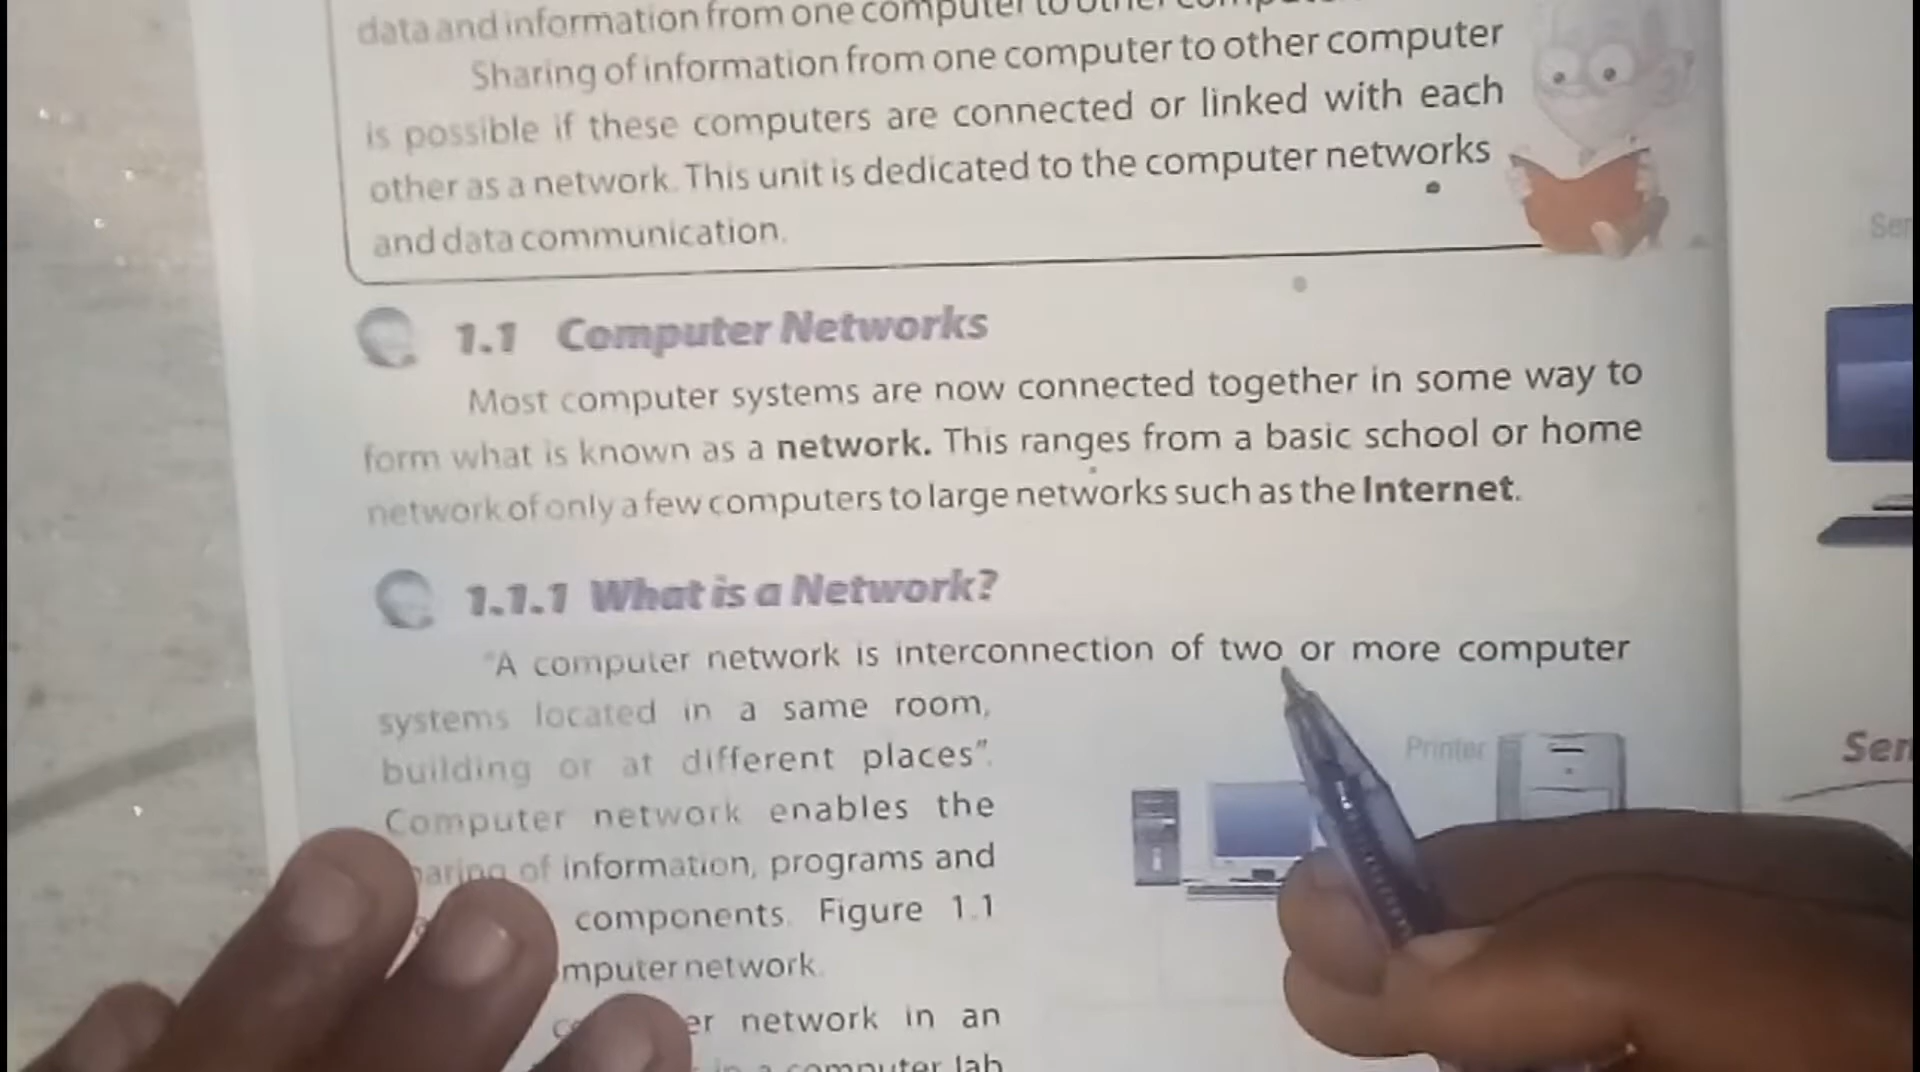 data and information from one computer to other
Sharing of information from one computer to other computer
is possible if these computers are connected or linked with each
other as a network. This unit is dedicated to the computer networks
and data communication.
1.1 Computer Networks
Most computer systems are now connected together in some way to
form what is known as a network. This ranges from a basic school or home
network of only a few computers to large networks such as the Internet.
1.1.1 What is a Network?
"A computer network is interconnection of two or more computer
systems located in a same room,
building or at different places".
Computer network enables the
of information, programs and
components. Figure 1.1
network.
network in an
in a computer lab
Printer
Ser
Sen